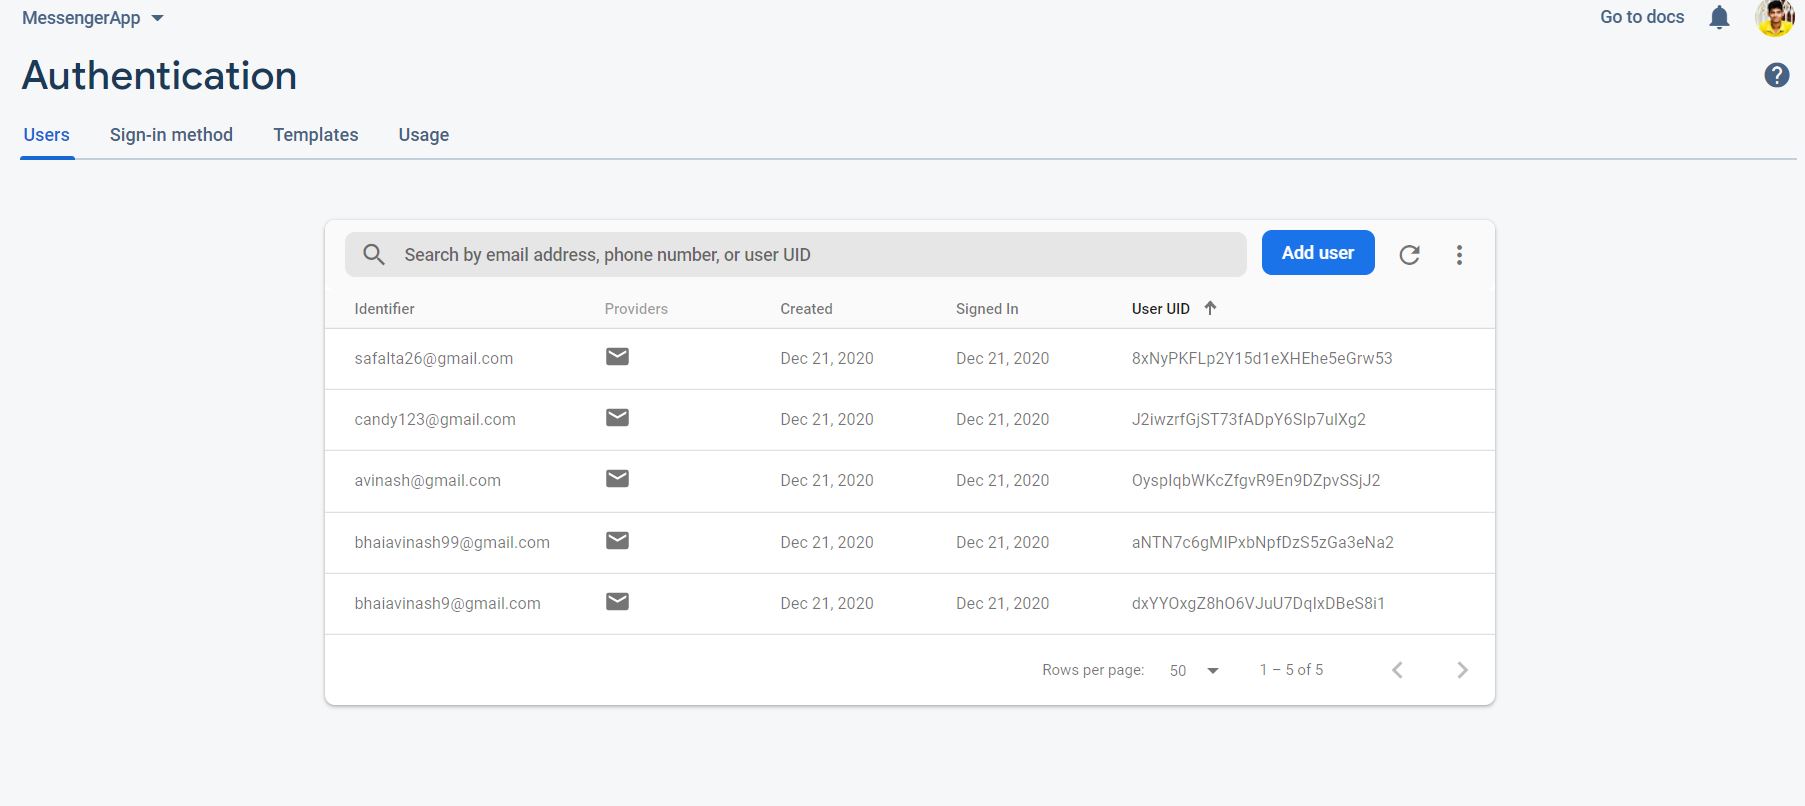 MessengerApp
Go to docs
Authentication
Users Sign-in method Templates Usage
Search by email address, phone number, or user UID
Add user
Identifier Providers Created Signed In User UID
safalta26@gmail.com Dec 21, 2020 Dec 21, 2020 8xNyPKFLp2Y15d1eXHEhe5eGrw53
candy123@gmail.com Dec 21, 2020 Dec 21, 2020 J2iwzrfGjST73fADpY6SIp7ulXg2
avinash@gmail.com Dec 21, 2020 Dec 21, 2020 OyspIqbWKcZfgvR9En9DZpvSSjJ2
bhaiavinash99@gmail.com Dec 21, 2020 Dec 21, 2020 aNTN7c6gMIPxbNpfDzS5zGa3eNa2
bhaiavinash9@gmail.com Dec 21, 2020 Dec 21, 2020 dxYYOxgZ8hO6VJuU7DqIxDBeS8i1
Rows per page: 50 1 – 5 of 5